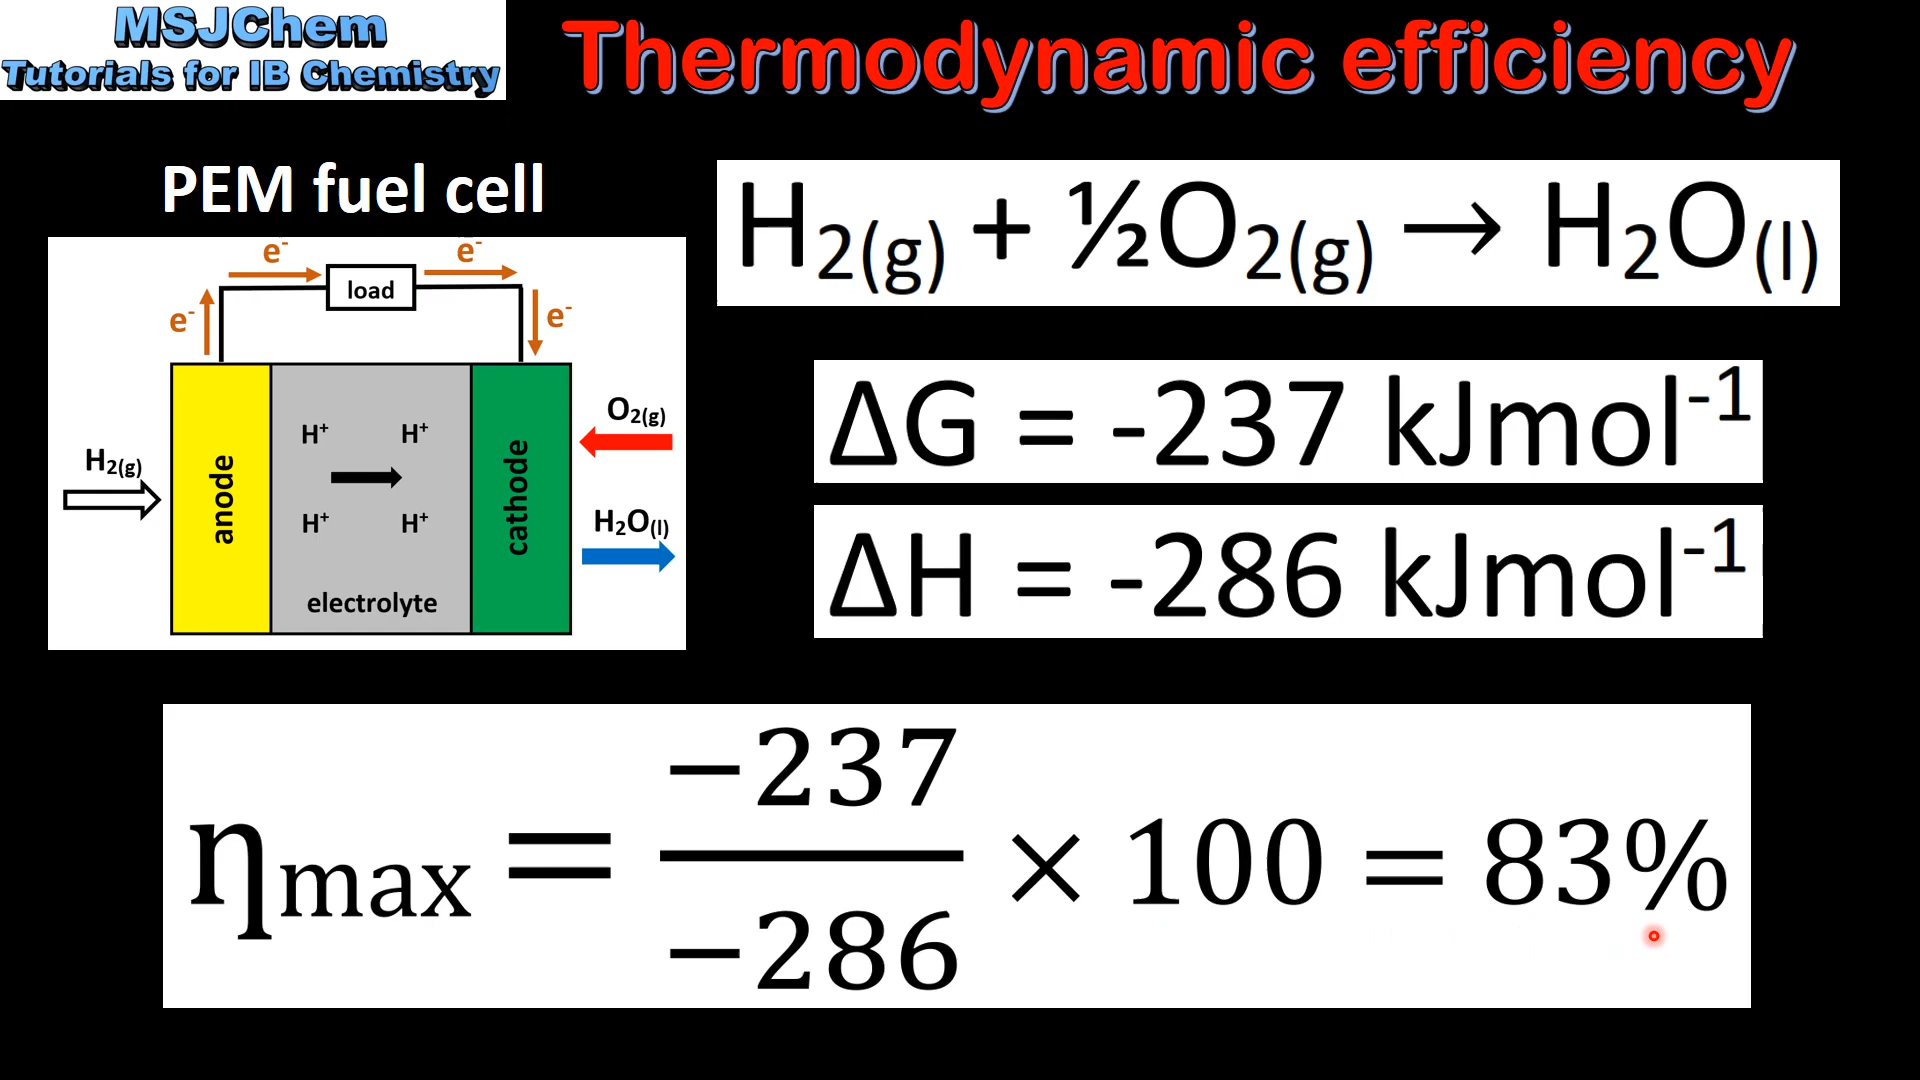 MSJChem
Tutorials for IB Chemistry
Thermodynamic efficiency
PEM fuel cell
H₂(g) + ½O₂(g) → H₂O(l)
e⁻ e⁻
load
e⁻ e⁻
O₂(g)
H⁺ H⁺
H₂(g)
anode
cathode
H⁺ H⁺
H₂O(l)
electrolyte
ΔG = -237 kJmol⁻¹
ΔH = -286 kJmol⁻¹
ηmax = −237 / −286 × 100 = 83%